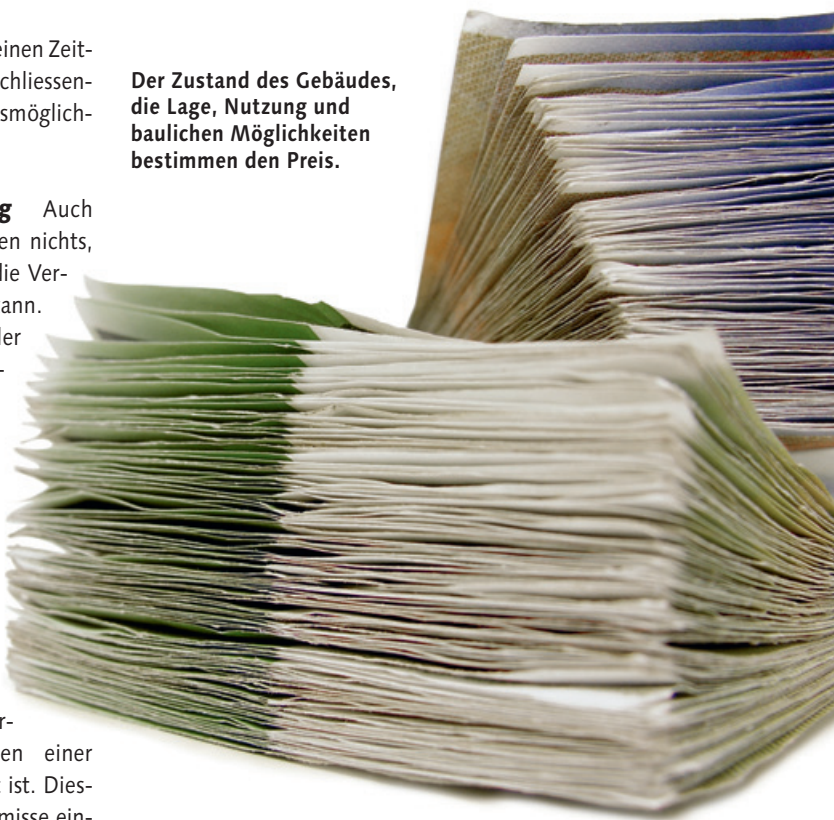 einen Zeit-
chliessen-
smöglich-
g Auch
en nichts,
die Ver-
ann.
der
-
r-
en einer
t ist. Dies-
misse ein-
Der Zustand des Gebäudes,
die Lage, Nutzung und
baulichen Möglichkeiten
bestimmen den Preis.